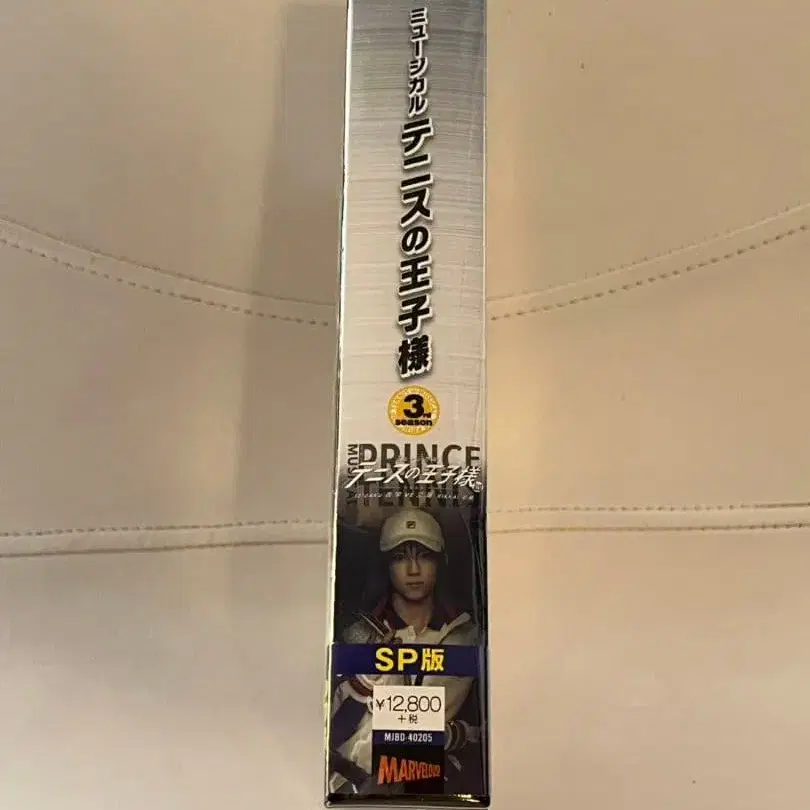 ミュージカル テニスの王子様
3rd
season
MUSICAL
PRINCE
テニスの王子様
TENNIS
SP版
¥12,800
+税
MJBD-40205
MARVELOUS!